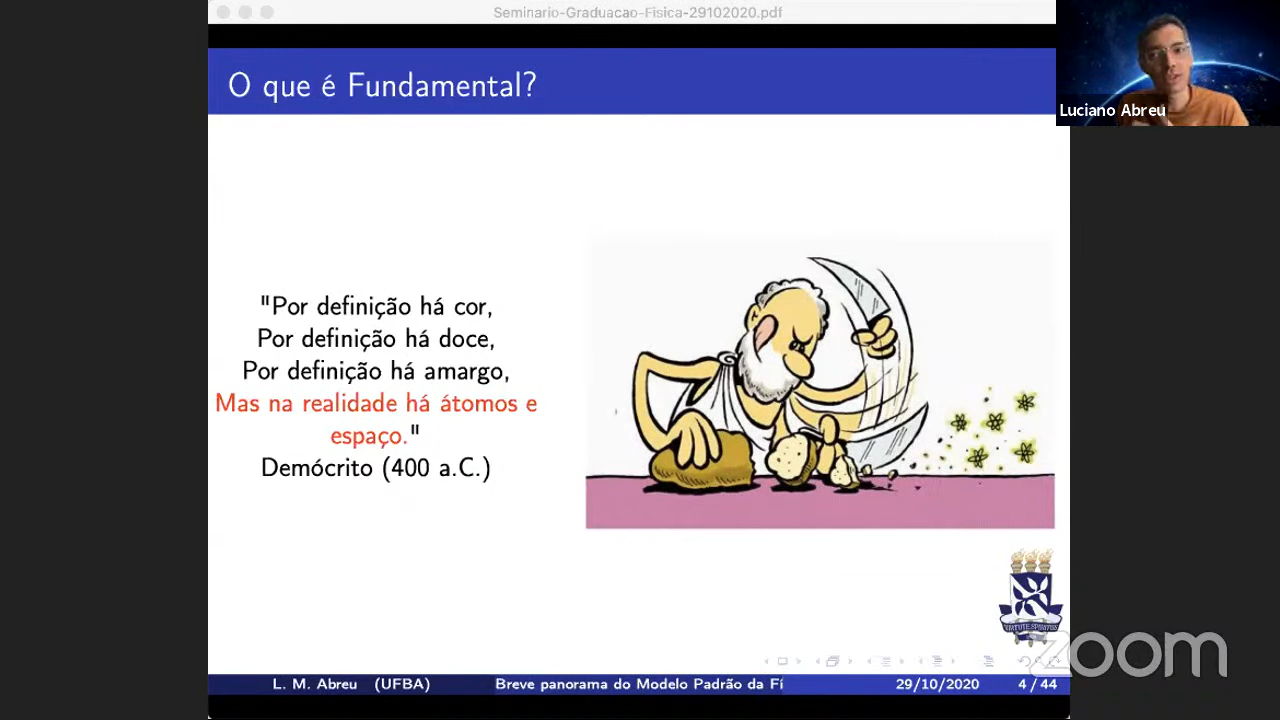 Seminario-Graduacao-Fisica-29102020.pdf
O que é Fundamental?
Luciano Abreu
"Por definição há cor,
Por definição há doce,
Por definição há amargo,
Mas na realidade há átomos e
espaço."
Demócrito (400 a.C.)
VIRTUTE SPIRITUS
zoom
L. M. Abreu (UFBA)
Breve panorama do Modelo Padrão da Fí
29/10/2020
4 / 44